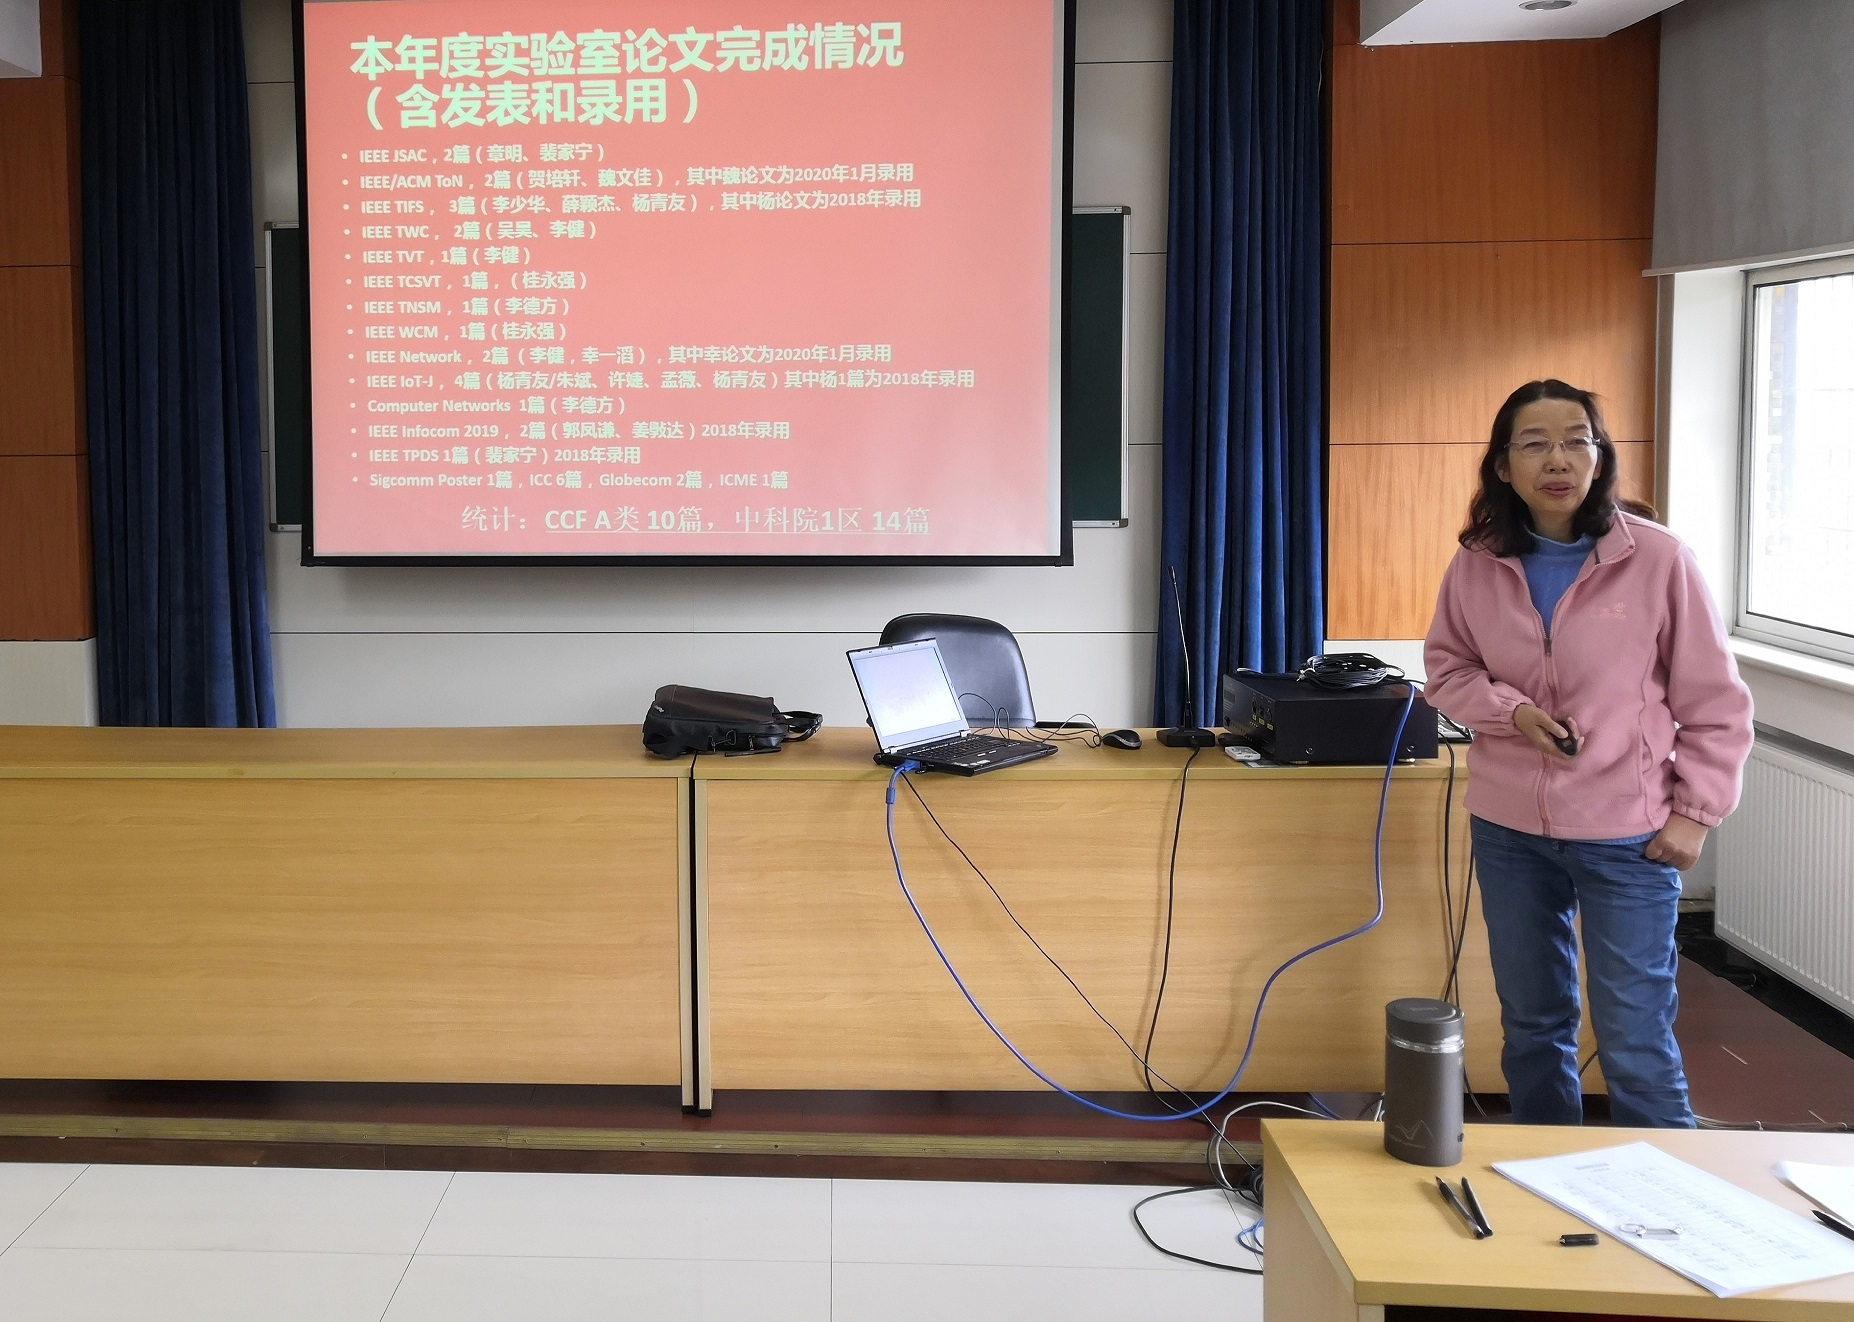 本年度实验室论文完成情况
（含发表和录用）
• IEEE JSAC，2篇（章明、裴家宁）
• IEEE/ACM ToN， 2篇（贺培轩、魏文佳），其中魏论文为2020年1月录用
• IEEE TIFS， 3篇（李少华、薛颖杰、杨青友），其中杨论文为2018年录用
• IEEE TWC， 2篇（吴昊、李健）
• IEEE TVT，1篇（李健）
• IEEE TCSVT， 1篇，（桂永强）
• IEEE TNSM， 1篇（李德方）
• IEEE WCM， 1篇（桂永强）
• IEEE Network， 2篇 （李健，幸一滔），其中幸论文为2020年1月录用
• IEEE IoT-J， 4篇（杨青友/朱斌、许婕、孟薇、杨青友）其中杨1篇为2018年录用
• Computer Networks 1篇（李德方）
• IEEE Infocom 2019， 2篇（郭凤谦、姜斅达）2018年录用
• IEEE TPDS 1篇（裴家宁）2018年录用
• Sigcomm Poster 1篇，ICC 6篇，Globecom 2篇，ICME 1篇
统计：CCF A类 10篇，中科院1区 14篇